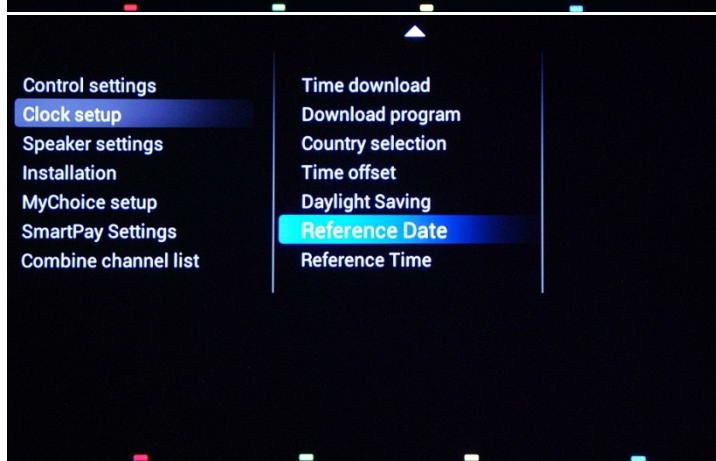 Control settings
Clock setup
Speaker settings
Installation
MyChoice setup
SmartPay Settings
Combine channel list
Time download
Download program
Country selection
Time offset
Daylight Saving
Reference Date
Reference Time